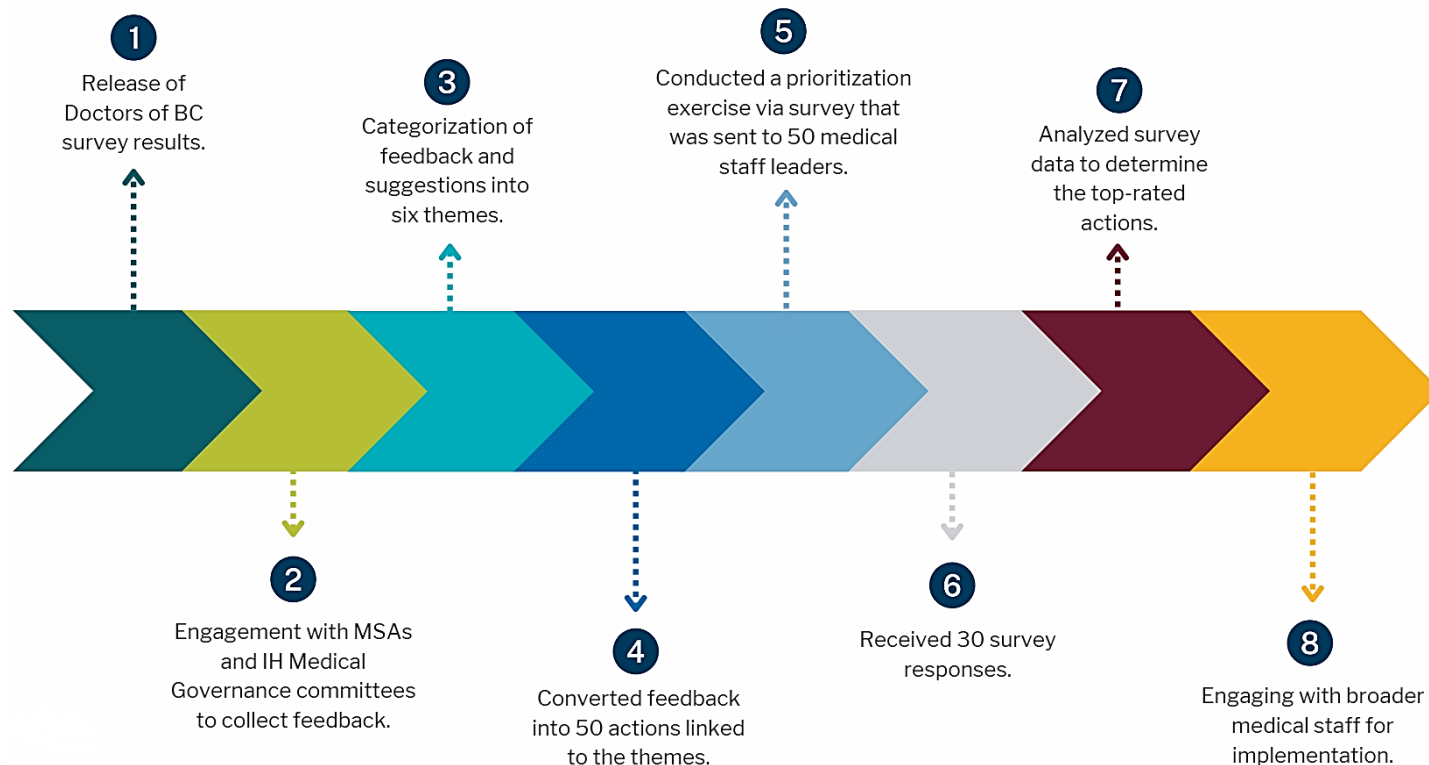 1
Release of
Doctors of BC
survey results.
2
Engagement with MSAs
and IH Medical
Governance committees
to collect feedback.
3
Categorization of
feedback and
suggestions into
six themes.
4
Converted feedback
into 50 actions linked
to the themes.
5
Conducted a prioritization
exercise via survey that
was sent to 50 medical
staff leaders.
6
Received 30 survey
responses.
7
Analyzed survey
data to determine
the top-rated
actions.
8
Engaging with broader
medical staff for
implementation.